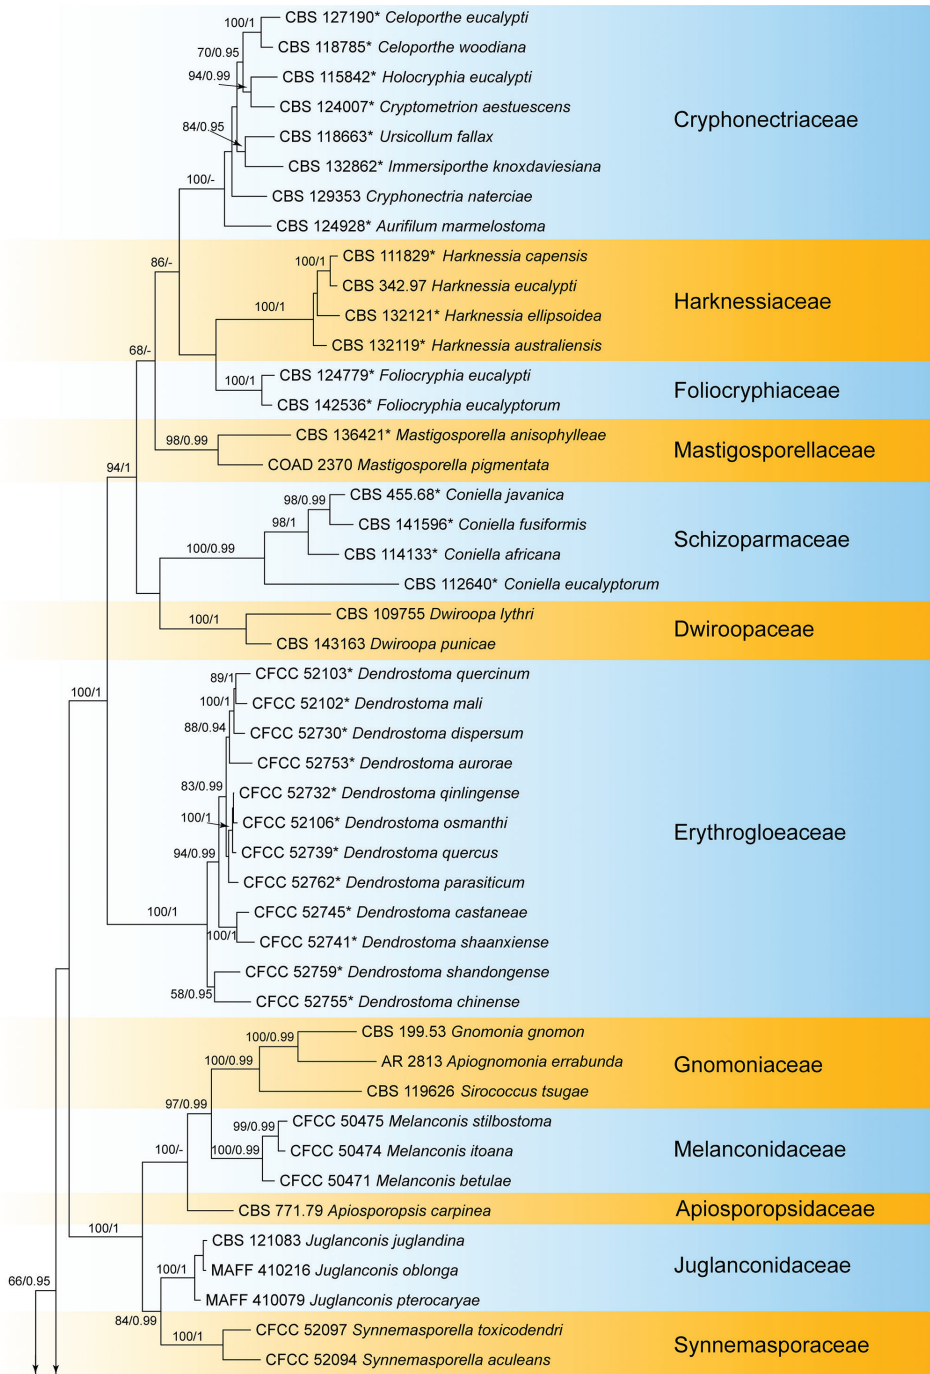 100/1
CBS 127190* Celoporthe eucalypti
70/0.95
CBS 118785* Celoporthe woodiana
94/0.99
CBS 115842* Holocryphia eucalypti
CBS 124007* Cryptometrion aestuescens
Cryphonectriaceae
84/0.95
CBS 118663* Ursicollum fallax
CBS 132862* Immersiporthe knoxdaviesiana
100/-
CBS 129353 Cryphonectria naterciae
CBS 124928* Aurifilum marmelostoma
86/-
100/1
CBS 111829* Harknessia capensis
CBS 342.97 Harknessia eucalypti
Harknessiaceae
100/1
CBS 132121* Harknessia ellipsoidea
CBS 132119* Harknessia australiensis
68/-
100/1
CBS 124779* Foliocryphia eucalypti
Foliocryphiaceae
CBS 142536* Foliocryphia eucalyptorum
98/0.99
CBS 136421* Mastigosporella anisophylleae
Mastigosporellaceae
94/1
COAD 2370 Mastigosporella pigmentata
98/0.99
CBS 455.68* Coniella javanica
98/1
CBS 141596* Coniella fusiformis
Schizoparmaceae
100/0.99
CBS 114133* Coniella africana
CBS 112640* Coniella eucalyptorum
100/1
CBS 109755 Dwiroopa lythri
Dwiroopaceae
CBS 143163 Dwiroopa punicae
89/1
CFCC 52103* Dendrostoma quercinum
100/1
100/1
CFCC 52102* Dendrostoma mali
88/0.94
CFCC 52730* Dendrostoma dispersum
CFCC 52753* Dendrostoma aurorae
83/0.99
CFCC 52732* Dendrostoma qinlingense
100/1
CFCC 52106* Dendrostoma osmanthi
Erythrogloeaceae
94/0.99
CFCC 52739* Dendrostoma quercus
CFCC 52762* Dendrostoma parasiticum
100/1
CFCC 52745* Dendrostoma castaneae
100/1
CFCC 52741* Dendrostoma shaanxiense
CFCC 52759* Dendrostoma shandongense
58/0.95
CFCC 52755* Dendrostoma chinense
100/0.99
CBS 199.53 Gnomonia gnomon
100/0.99
AR 2813 Apiognomonia errabunda
Gnomoniaceae
CBS 119626 Sirococcus tsugae
97/0.99
99/0.99
CFCC 50475 Melanconis stilbostoma
100/-
100/0.99
CFCC 50474 Melanconis itoana
Melanconidaceae
CFCC 50471 Melanconis betulae
CBS 771.79 Apiosporopsis carpinea
Apiosporopsidaceae
100/1
CBS 121083 Juglanconis juglandina
100/1
MAFF 410216 Juglanconis oblonga
Juglanconidaceae
66/0.95
MAFF 410079 Juglanconis pterocaryae
84/0.99
100/1
CFCC 52097 Synnemasporella toxicodendri
Synnemasporaceae
CFCC 52094 Synnemasporella aculeans